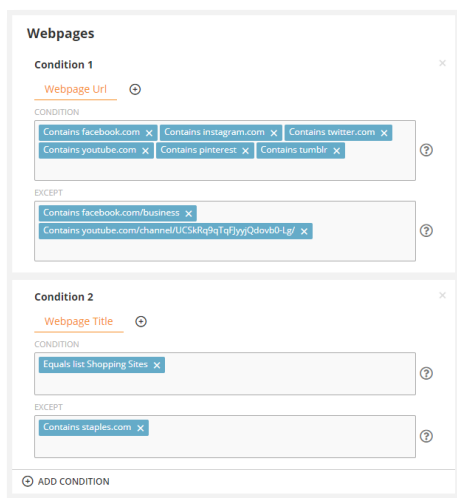 Webpages
Condition 1 ×
Webpage Url
CONDITION
Contains facebook.com × Contains instagram.com × Contains twitter.com ×
Contains youtube.com × Contains pinterest × Contains tumblr ×
?
EXCEPT
Contains facebook.com/business ×
Contains youtube.com/channel/UCSkRq9qTqFJyyjQdovb0-Lg/ ×
?
Condition 2 ×
Webpage Title
CONDITION
Equals list Shopping Sites ×
?
EXCEPT
Contains staples.com ×
?
ADD CONDITION